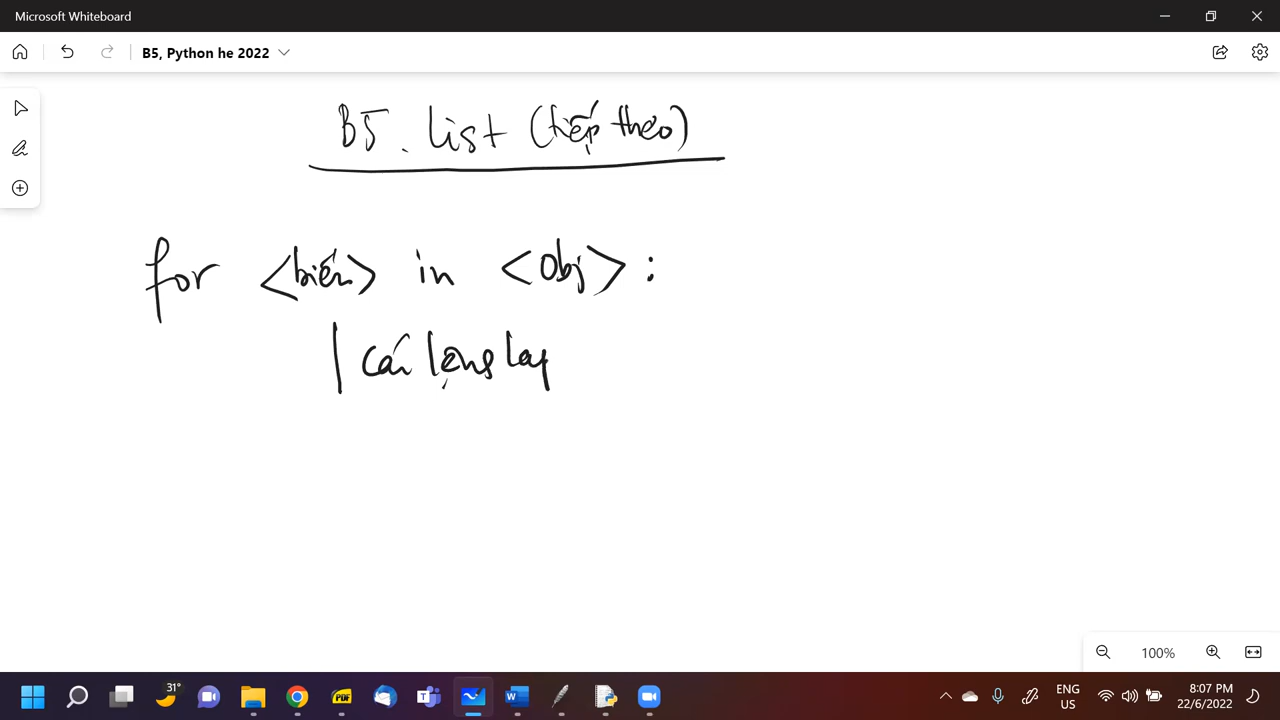 Microsoft Whiteboard
B5, Python he 2022
B5. list (tiếp theo)
for <biến> in <obj> :
các lệnh lặp
100%
31°
ENG
US
8:07 PM
22/6/2022